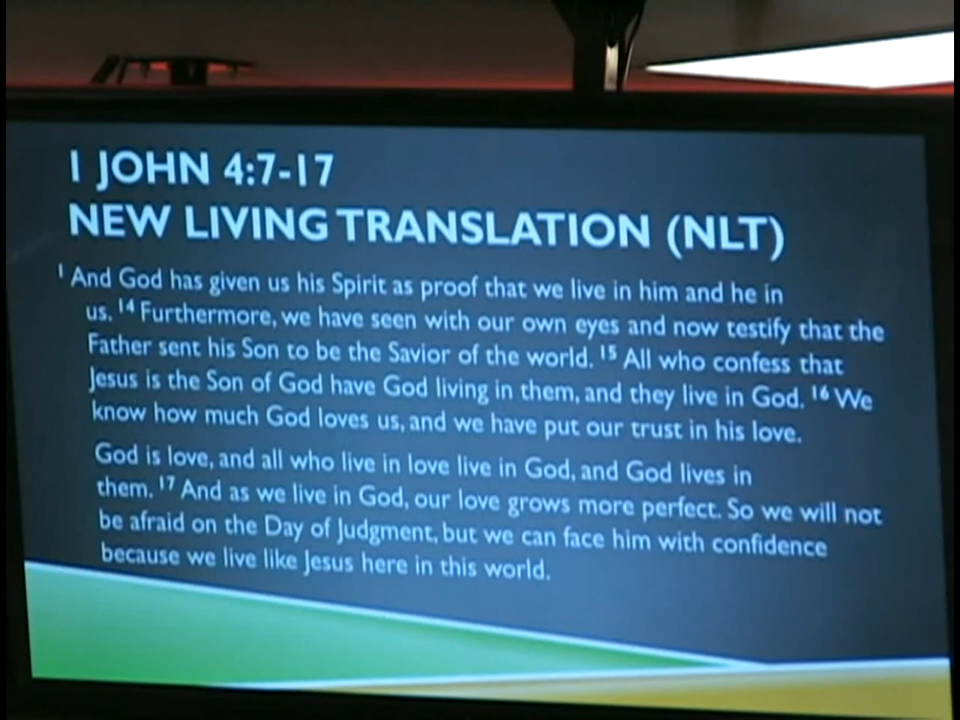 1 JOHN 4:7-17
NEW LIVING TRANSLATION (NLT)
¹ And God has given us his Spirit as proof that we live in him and he in
us. ¹⁴ Furthermore, we have seen with our own eyes and now testify that the
Father sent his Son to be the Savior of the world. ¹⁵ All who confess that
Jesus is the Son of God have God living in them, and they live in God. ¹⁶ We
know how much God loves us, and we have put our trust in his love.
God is love, and all who live in love live in God, and God lives in
them. ¹⁷ And as we live in God, our love grows more perfect. So we will not
be afraid on the Day of Judgment, but we can face him with confidence
because we live like Jesus here in this world.